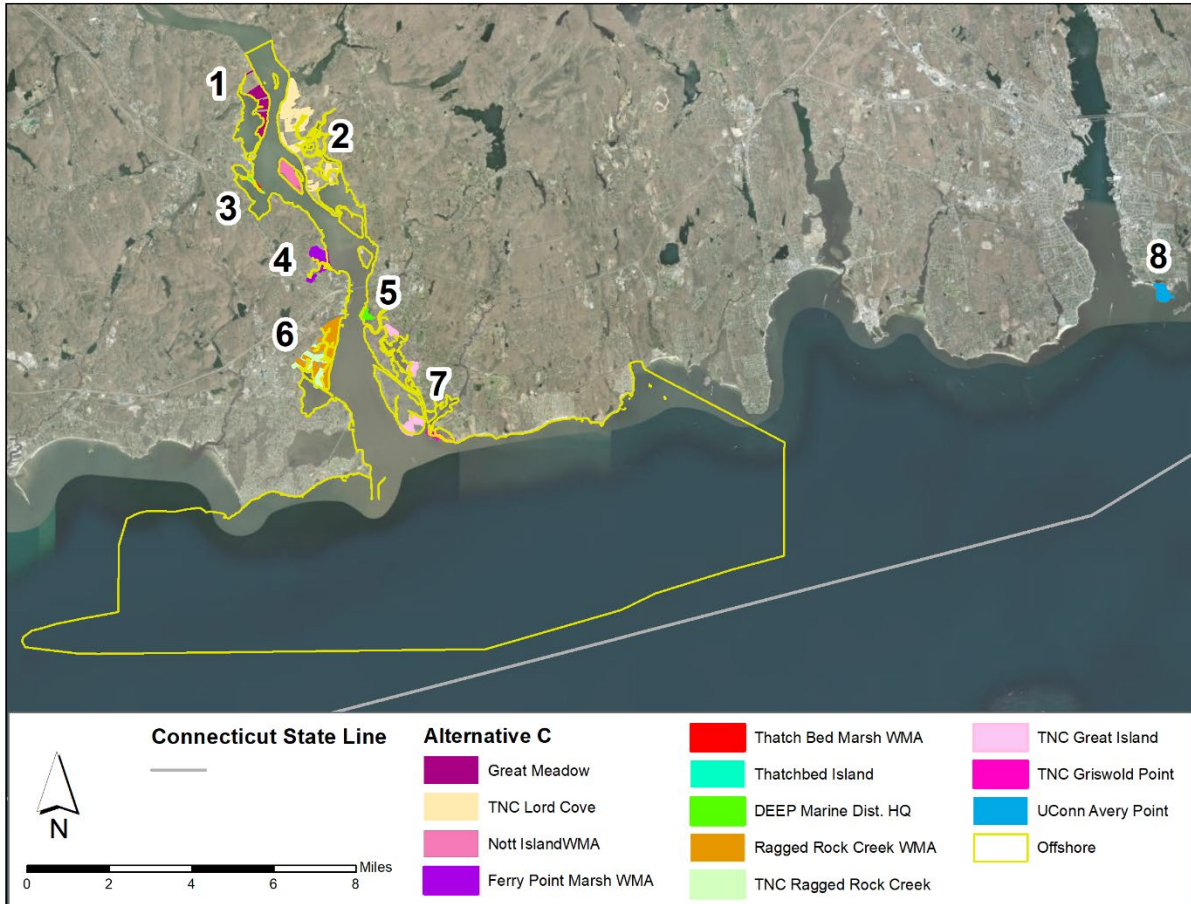 1
2
3
4
5
6
7
8
Connecticut State Line
N
0 2 4 6 8 Miles
Alternative C
Great Meadow
TNC Lord Cove
Nott IslandWMA
Ferry Point Marsh WMA
Thatch Bed Marsh WMA
Thatchbed Island
DEEP Marine Dist. HQ
Ragged Rock Creek WMA
TNC Ragged Rock Creek
TNC Great Island
TNC Griswold Point
UConn Avery Point
Offshore